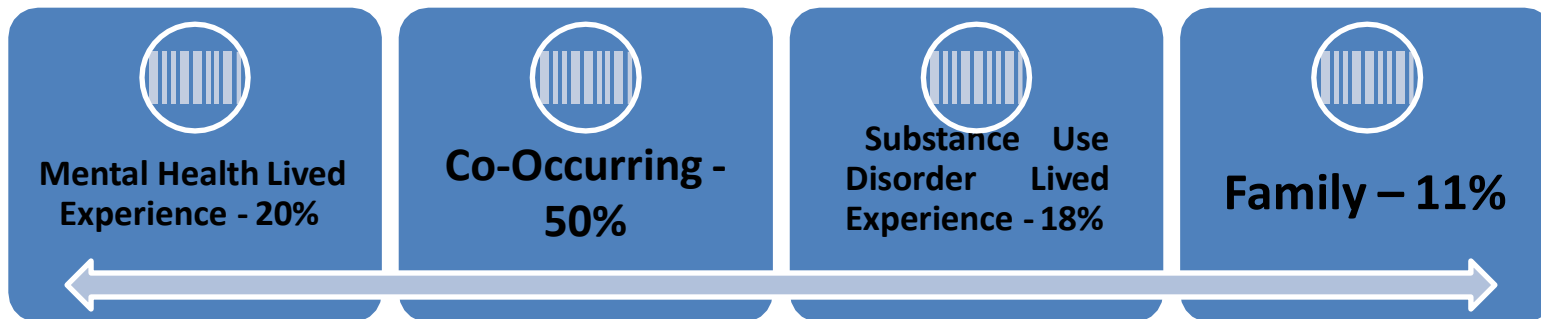 Mental Health Lived
Experience - 20%
Co-Occurring -
50%
Substance Use
Disorder Lived
Experience - 18%
Family – 11%